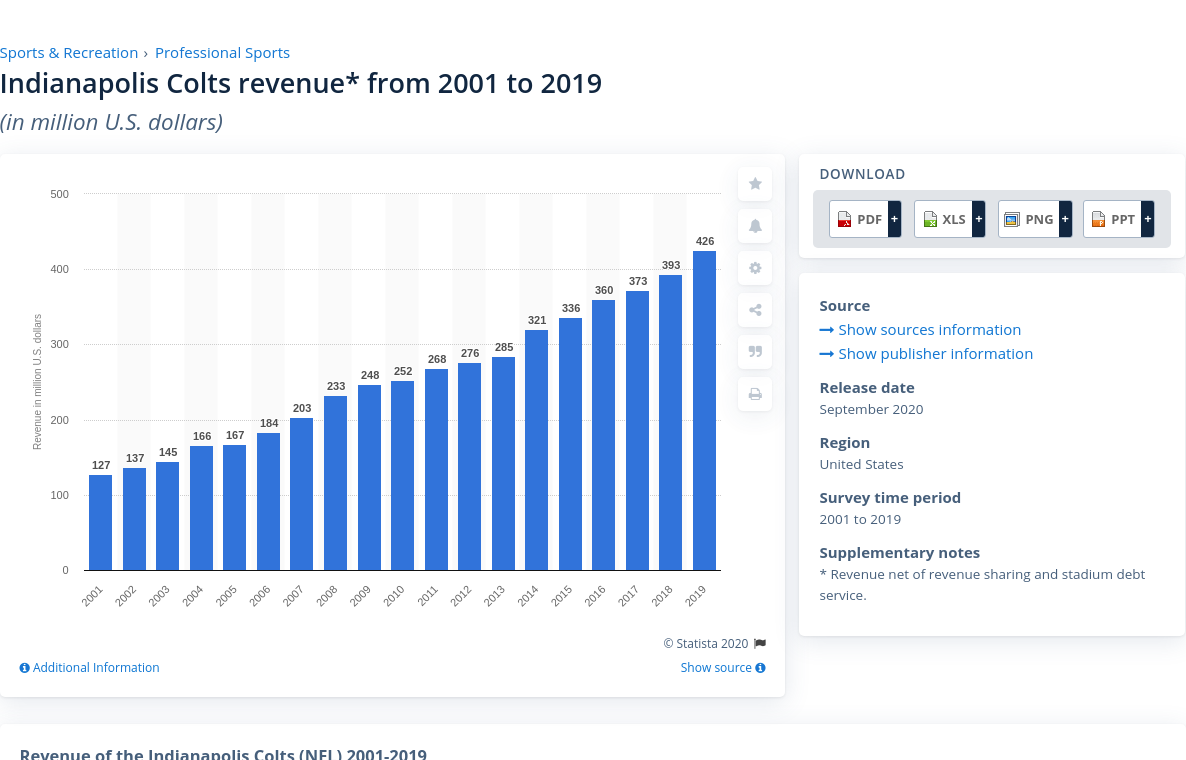 Sports & Recreation › Professional Sports
Indianapolis Colts revenue* from 2001 to 2019
(in million U.S. dollars)
Revenue in million U.S. dollars
500
400
300
200
100
0
127
137
145
166
167
184
203
233
248
252
268
276
285
321
336
360
373
393
426
2001
2002
2003
2004
2005
2006
2007
2008
2009
2010
2011
2012
2013
2014
2015
2016
2017
2018
2019
© Statista 2020
Additional Information
Show source
DOWNLOAD
PDF +
XLS +
PNG +
PPT +
Source
Show sources information
Show publisher information
Release date
September 2020
Region
United States
Survey time period
2001 to 2019
Supplementary notes
* Revenue net of revenue sharing and stadium debt
service.
Revenue of the Indianapolis Colts (NFL) 2001-2019